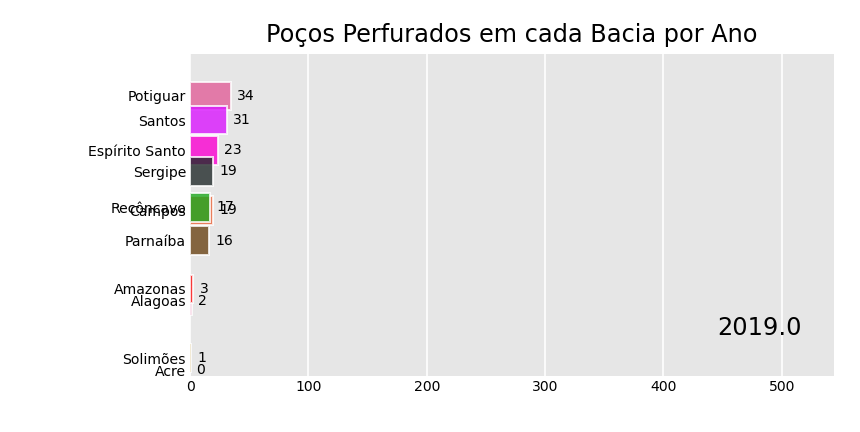 Poços Perfurados em cada Bacia por Ano
Potiguar 34
Santos 31
Espírito Santo 23
Sergipe 19
Recôncavo 17
Campos 19
Parnaíba 16
Amazonas 3
Alagoas 2
2019.0
Solimões 1
Acre 0
0 100 200 300 400 500